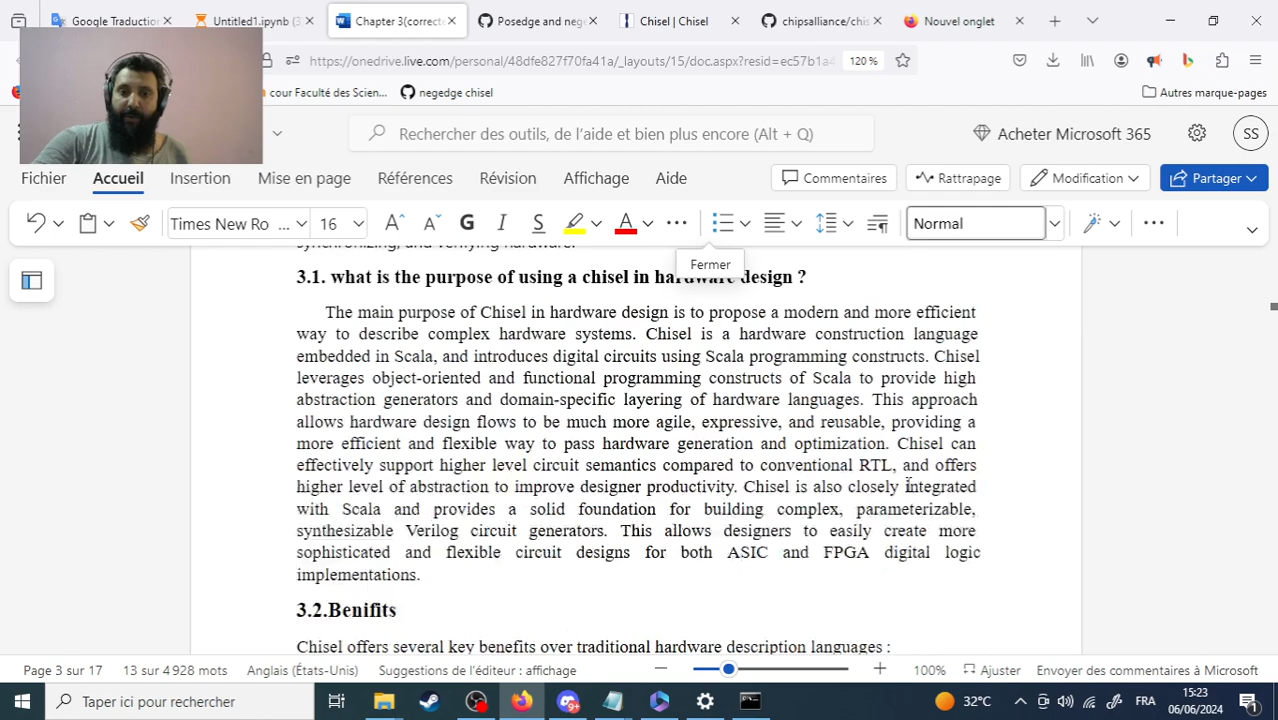 Google Traduction
Untitled1.ipynb (3
Chapter 3(correcte
Posedge and nege
Chisel | Chisel
chipsalliance/chis
Nouvel onglet
https://onedrive.live.com/personal/48dfe827f70fa41a/_layouts/15/doc.aspx?resid=ec57b1a4
120 %
cour Faculté des Scien...
negedge chisel
Autres marque-pages
Rechercher des outils, de l'aide et bien plus encore (Alt + Q)
Acheter Microsoft 365
SS
Fichier
Accueil
Insertion
Mise en page
Références
Révision
Affichage
Aide
Commentaires
Rattrapage
Modification
Partager
Times New Ro
16
G
I
S
Normal
Fermer
synchronizing, and verifying hardware.
3.1. what is the purpose of using a chisel in hardware design ?
The main purpose of Chisel in hardware design is to propose a modern and more efficient
way to describe complex hardware systems. Chisel is a hardware construction language
embedded in Scala, and introduces digital circuits using Scala programming constructs. Chisel
leverages object-oriented and functional programming constructs of Scala to provide high
abstraction generators and domain-specific layering of hardware languages. This approach
allows hardware design flows to be much more agile, expressive, and reusable, providing a
more efficient and flexible way to pass hardware generation and optimization. Chisel can
effectively support higher level circuit semantics compared to conventional RTL, and offers
higher level of abstraction to improve designer productivity. Chisel is also closely integrated
with Scala and provides a solid foundation for building complex, parameterizable,
synthesizable Verilog circuit generators. This allows designers to easily create more
sophisticated and flexible circuit designs for both ASIC and FPGA digital logic
implementations.
3.2.Benifits
Chisel offers several key benefits over traditional hardware description languages :
Page 3 sur 17
13 sur 4 928 mots
Anglais (États-Unis)
Suggestions de l'éditeur : affichage
100%
Ajuster
Envoyer des commentaires à Microsoft
Taper ici pour rechercher
32°C
FRA
15:23
06/06/2024